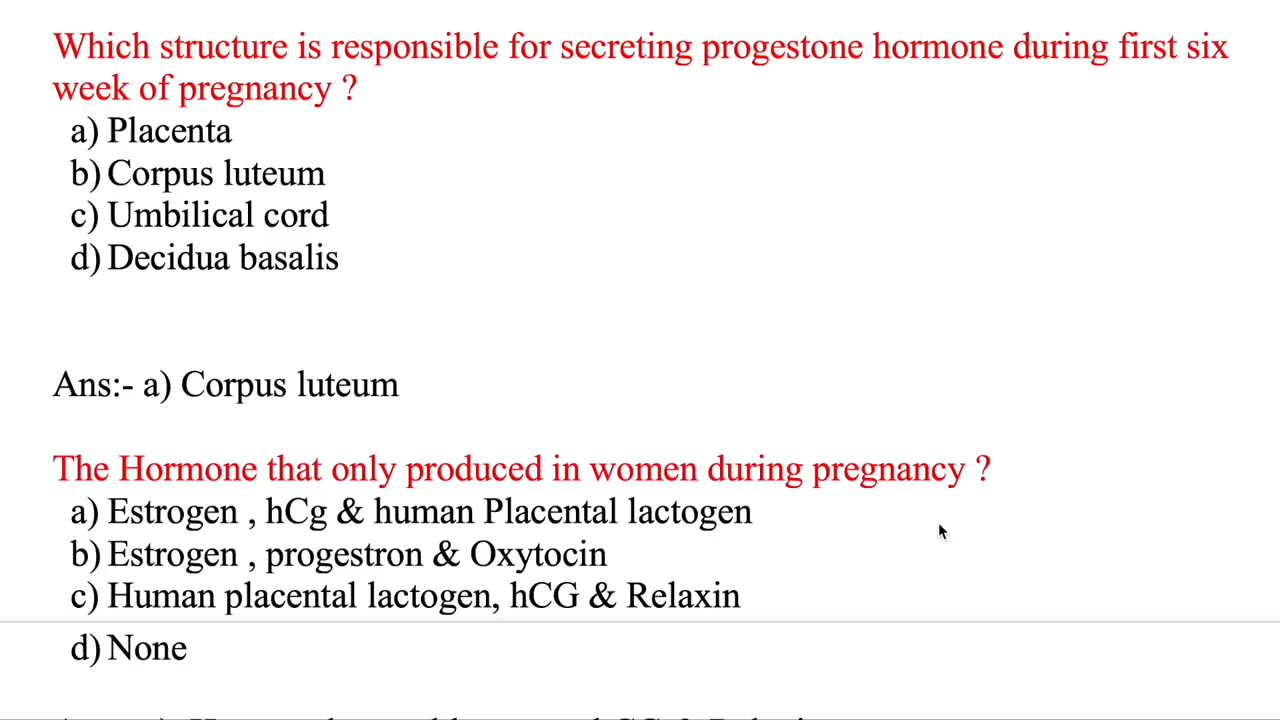 Which structure is responsible for secreting progestone hormone during first six
week of pregnancy ?
a) Placenta
b) Corpus luteum
c) Umbilical cord
d) Decidua basalis
Ans:- a) Corpus luteum
The Hormone that only produced in women during pregnancy ?
a) Estrogen , hCg & human Placental lactogen
b) Estrogen , progestron & Oxytocin
c) Human placental lactogen, hCG & Relaxin
d) None